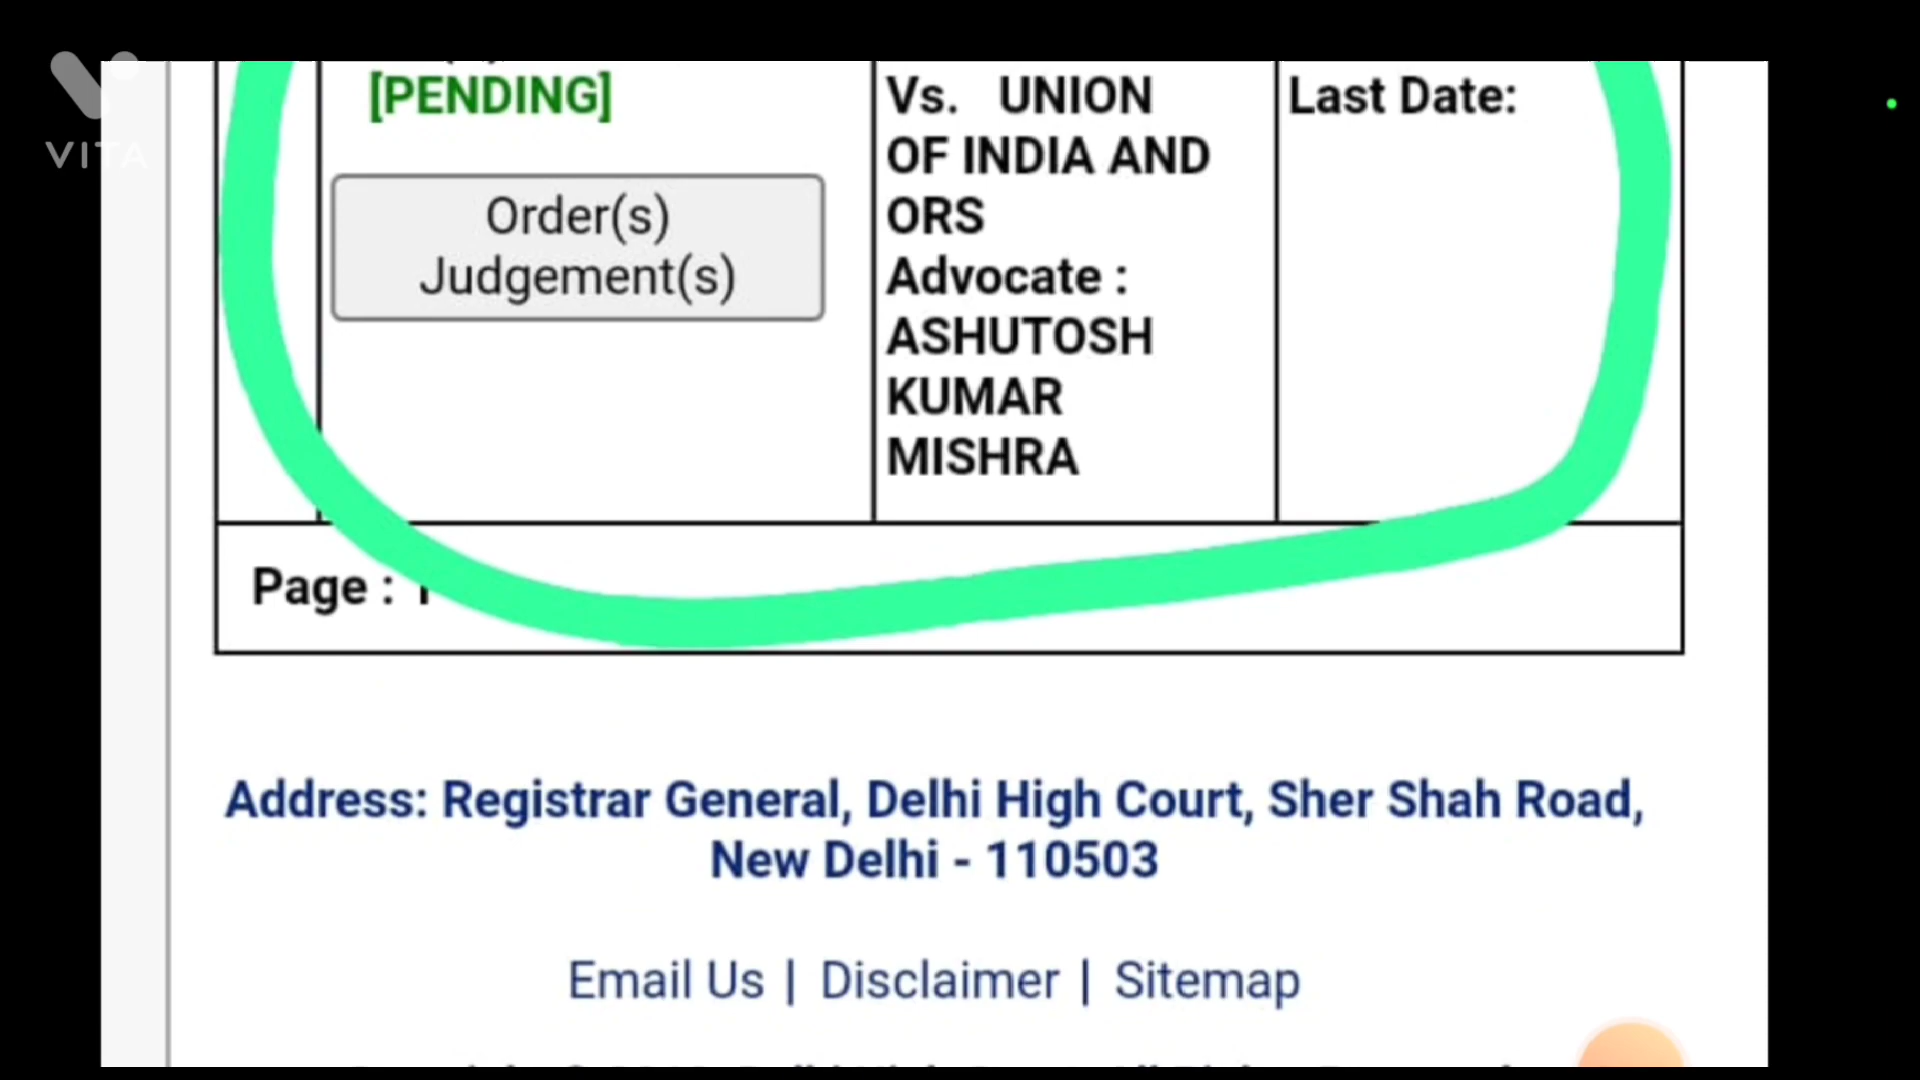 VITA
[PENDING]
Order(s)
Judgement(s)
Vs. UNION
OF INDIA AND
ORS
Advocate :
ASHUTOSH
KUMAR
MISHRA
Last Date:
Page :
Address: Registrar General, Delhi High Court, Sher Shah Road,
New Delhi - 110503
Email Us | Disclaimer | Sitemap